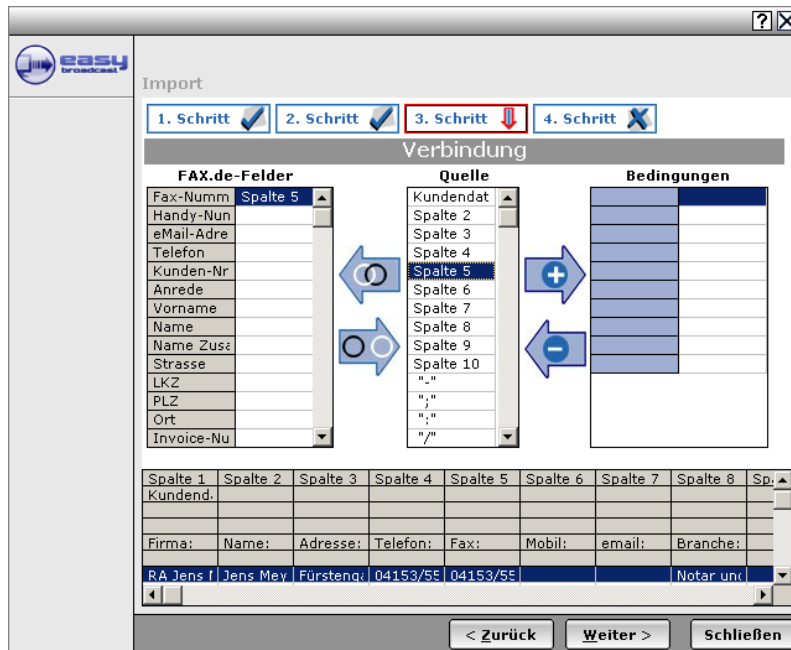 ?
easy
broadcast
Import
1. Schritt 2. Schritt 3. Schritt 4. Schritt
Verbindung
FAX.de-Felder Quelle Bedingungen
Fax-Numm Spalte 5 Kundendat
Handy-Nun Spalte 2
eMail-Adre Spalte 3
Telefon Spalte 4
Kunden-Nr Spalte 5
Anrede Spalte 6
Vorname Spalte 7
Name Spalte 8
Name Zusa Spalte 9
Strasse Spalte 10
LKZ "-"
PLZ ";"
Ort ":"
Invoice-Nu "/"
Spalte 1 Spalte 2 Spalte 3 Spalte 4 Spalte 5 Spalte 6 Spalte 7 Spalte 8 Sp
Kundend.
Firma: Name: Adresse: Telefon: Fax: Mobil: email: Branche:
RA Jens Jens Mey Fürstenga 04153/55 04153/55 Notar und
< Zurück Weiter > Schließen